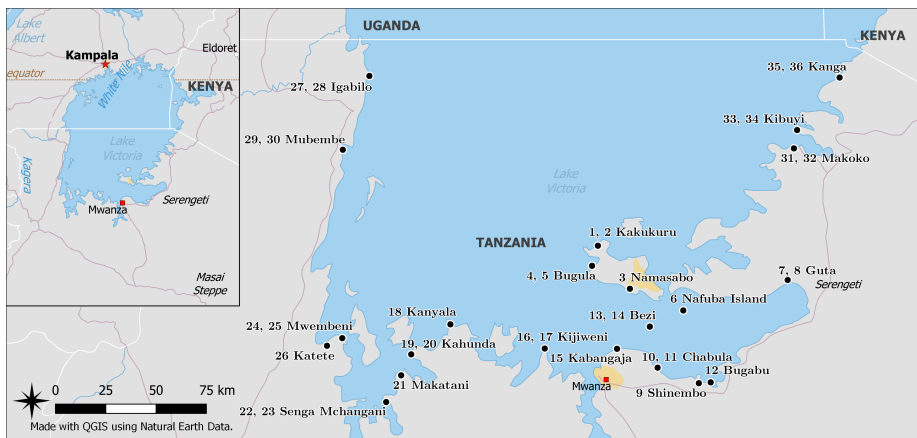 Lake
Albert
Kampala
Eldoret
equator
White Nile
KENYA
Lake
Victoria
Kagera
Mwanza
Serengeti
Masai
Steppe
UGANDA
KENYA
27, 28 Igabilo
35, 36 Kanga
33, 34 Kibuyi
29, 30 Mubembe
31, 32 Makoko
Lake
Victoria
TANZANIA
1, 2 Kakukuru
4, 5 Bugula
3 Namasabo
7, 8 Guta
Serengeti
6 Nafuba Island
18 Kanyala
13, 14 Bezi
24, 25 Mwembeni
16, 17 Kijiweni
26 Katete
19, 20 Kahunda
15 Kabangaja
10, 11 Chabula
21 Makatani
12 Bugabu
Mwanza
9 Shinembo
22, 23 Senga Mchangani
0 25 50 75 km
Made with QGIS using Natural Earth Data.